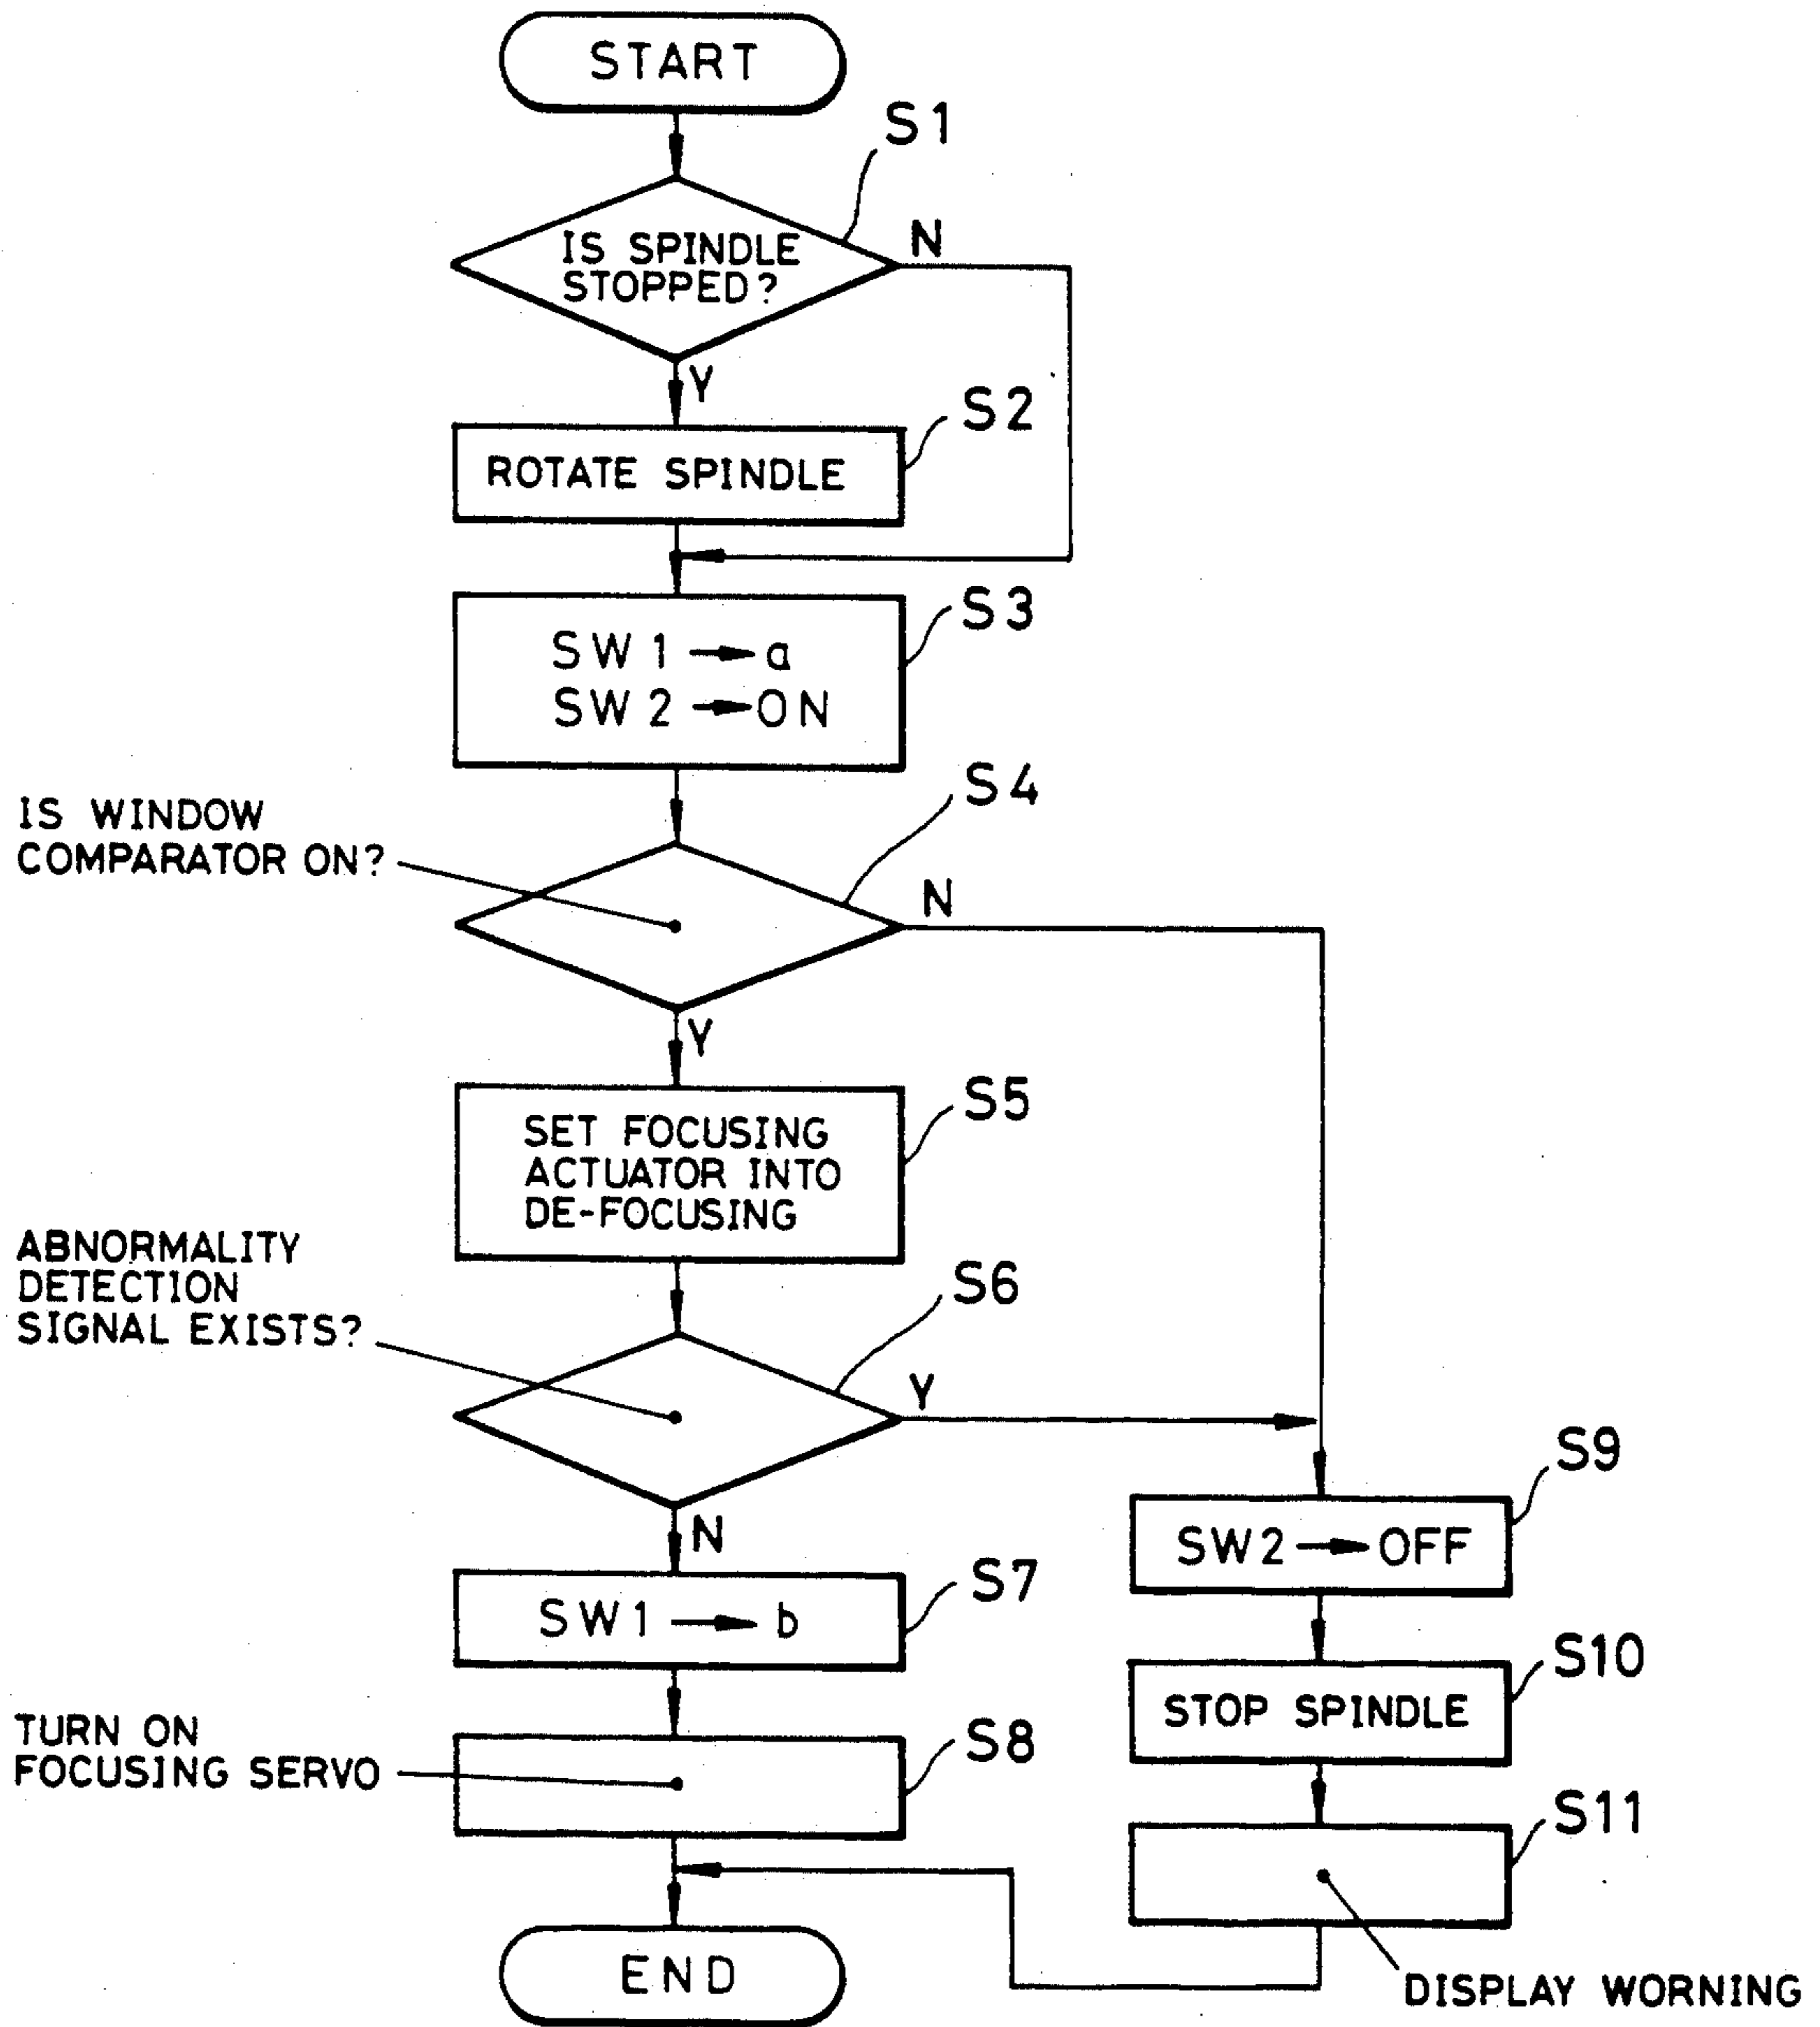 START
S1
IS SPINDLE
STOPPED?
N
Y
S2
ROTATE SPINDLE
S3
SW1 → a
SW2 → ON
S4
IS WINDOW
COMPARATOR ON?
N
Y
S5
SET FOCUSING
ACTUATOR INTO
DE-FOCUSING
ABNORMALITY
DETECTION
SIGNAL EXISTS?
S6
Y
N
S9
SW2 → OFF
S7
SW1 → b
S10
STOP SPINDLE
TURN ON
FOCUSING SERVO
S8
S11
END
DISPLAY WORNING